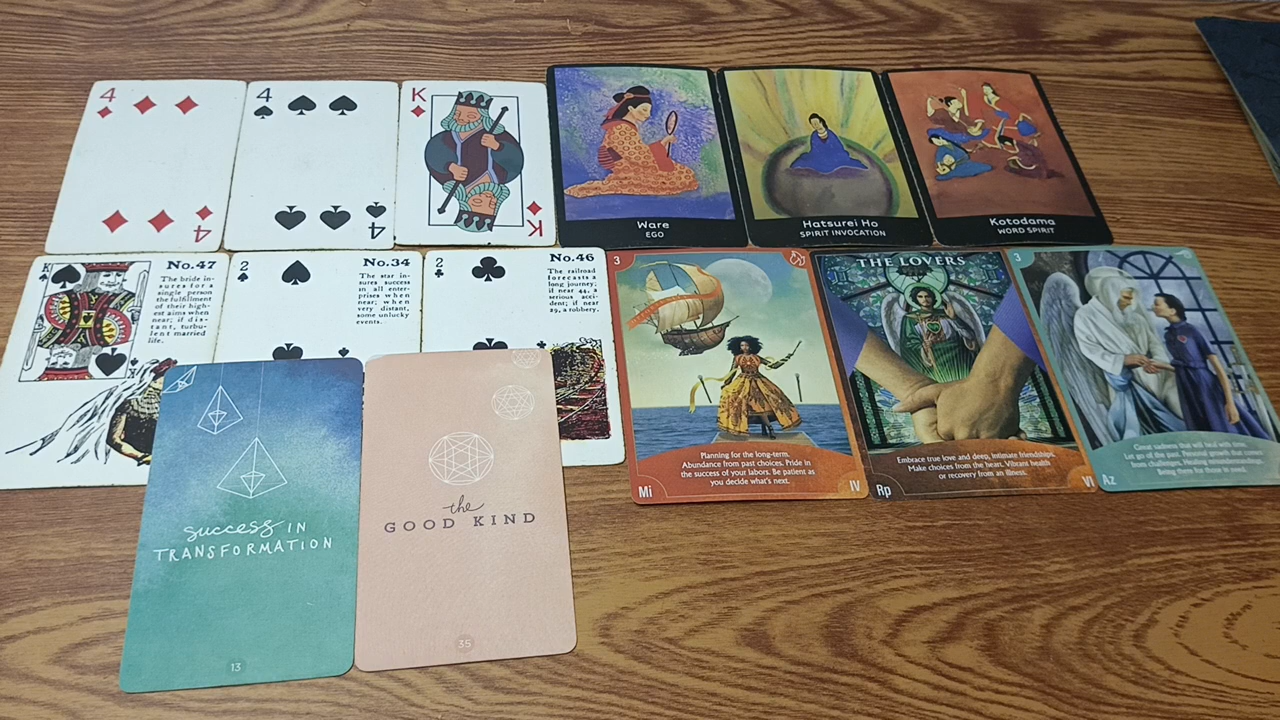 4
4
4
4
K
K
Ware
EGO
Hatsurei Ho
SPIRIT INVOCATION
Kotodama
WORD SPIRIT
K
No.47
The bride in-
sures for a
single person
the fulfillment
of their high-
est aims when
near; if dis-
tant, turbu-
lent married
life.
2
No.34
The star in-
sures success
in all enter-
prises when
near; when
very distant,
some unlucky
events.
2
No.46
The railroad
forecasts a
long journey;
if near 44, a
serious acci-
dent; if near
29, a robbery.
3
Planning for the long-term.
Abundance from past choices. Pride in
the success of your labors. Be patient as
you decide what's next.
Mi
IV
THE LOVERS
Embrace true love and deep, intimate friendships.
Make choices from the heart. Vibrant health
or recovery from an illness.
Rp
VI
3
Great sadness that will heal with time.
Let go of the past. Personal growth that comes
from challenges. Healing
being there for those in need.
Az
success IN
TRANSFORMATION
13
the
GOOD KIND
35